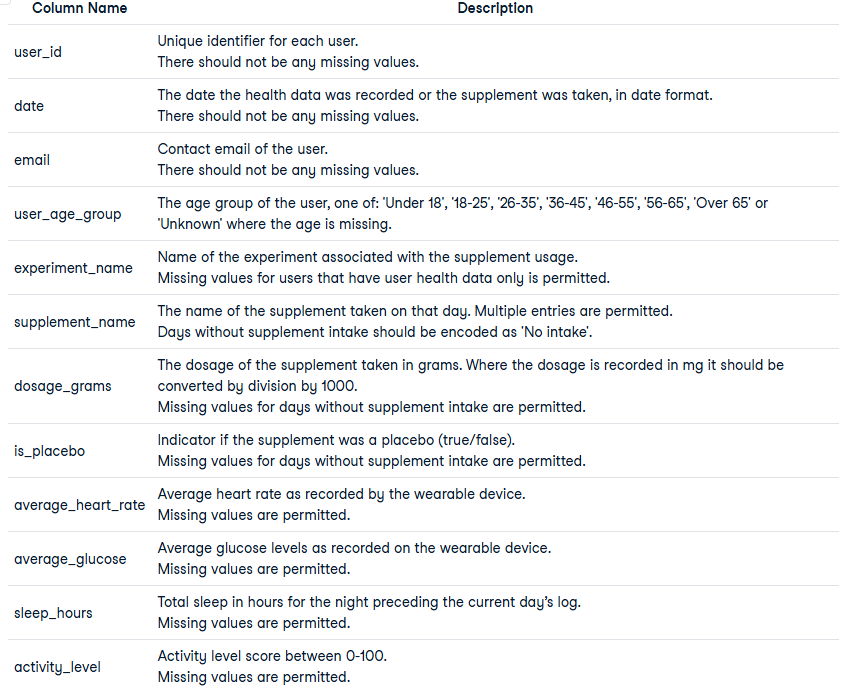 Column Name Description
user_id
Unique identifier for each user.
There should not be any missing values.
date
The date the health data was recorded or the supplement was taken, in date format.
There should not be any missing values.
email
Contact email of the user.
There should not be any missing values.
user_age_group
The age group of the user, one of: 'Under 18', '18-25', '26-35', '36-45', '46-55', '56-65', 'Over 65' or
'Unknown' where the age is missing.
experiment_name
Name of the experiment associated with the supplement usage.
Missing values for users that have user health data only is permitted.
supplement_name
The name of the supplement taken on that day. Multiple entries are permitted.
Days without supplement intake should be encoded as 'No intake'.
dosage_grams
The dosage of the supplement taken in grams. Where the dosage is recorded in mg it should be
converted by division by 1000.
Missing values for days without supplement intake are permitted.
is_placebo
Indicator if the supplement was a placebo (true/false).
Missing values for days without supplement intake are permitted.
average_heart_rate
Average heart rate as recorded by the wearable device.
Missing values are permitted.
average_glucose
Average glucose levels as recorded on the wearable device.
Missing values are permitted.
sleep_hours
Total sleep in hours for the night preceding the current day’s log.
Missing values are permitted.
activity_level
Activity level score between 0-100.
Missing values are permitted.